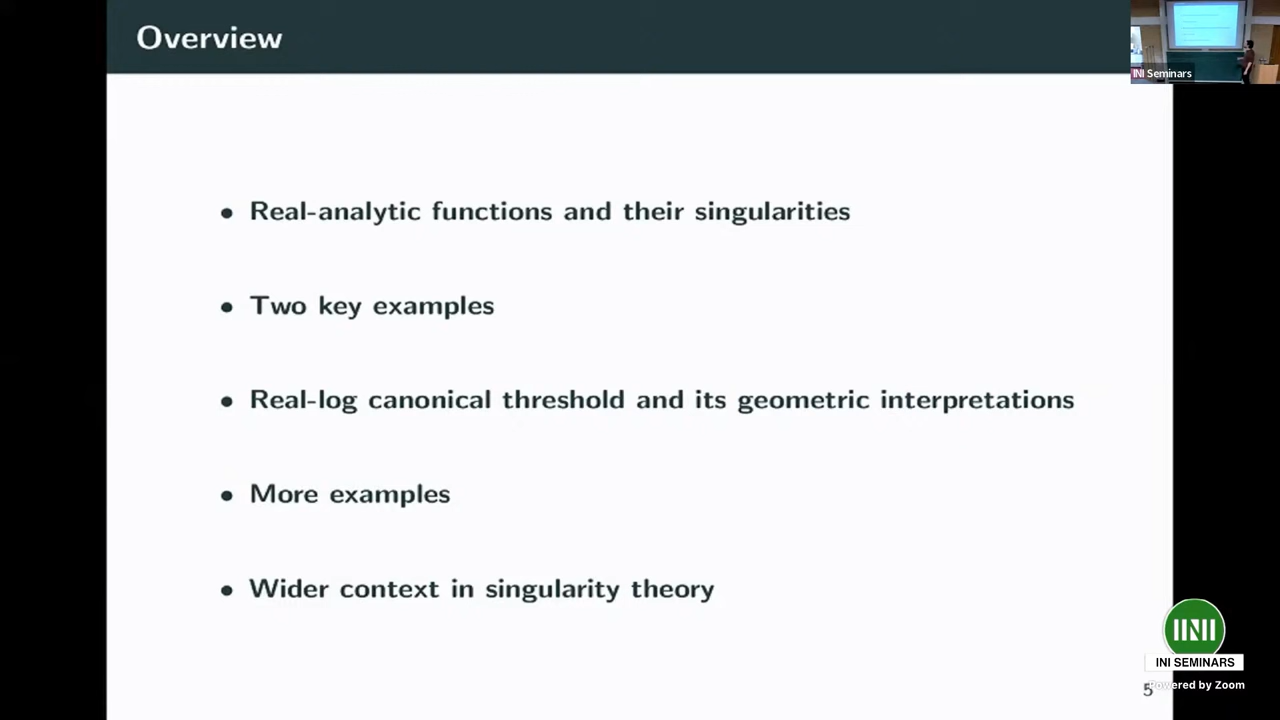 Overview
INI Seminars
• Real-analytic functions and their singularities
• Two key examples
• Real-log canonical threshold and its geometric interpretations
• More examples
• Wider context in singularity theory
INI
INI SEMINARS
5
Powered by Zoom